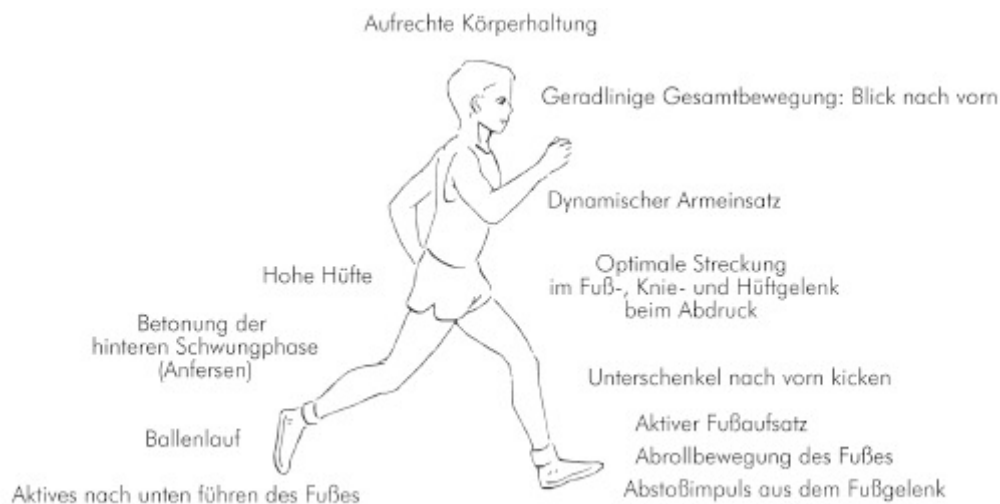 Aufrechte Körperhaltung
Geradlinige Gesamtbewegung: Blick nach vorn
Dynamischer Armeinsatz
Hohe Hüfte
Optimale Streckung
im Fuß-, Knie- und Hüftgelenk
beim Abdruck
Betonung der
hinteren Schwungphase
(Anfersen)
Unterschenkel nach vorn kicken
Aktiver Fußaufsatz
Ballenlauf
Abrollbewegung des Fußes
Aktives nach unten führen des Fußes
Abstoßimpuls aus dem Fußgelenk